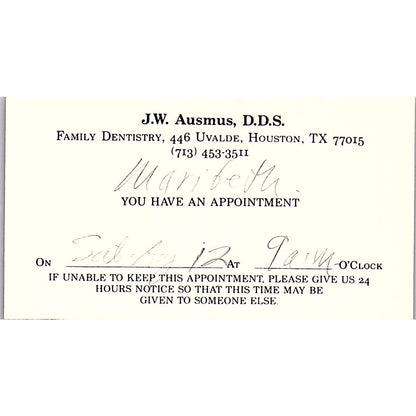 J.W. Ausmus, D.D.S.
Family Dentistry, 446 Uvalde, Houston, TX 77015
(713) 453-3511
Maribeth.
YOU HAVE AN APPOINTMENT
On Sat. Aug 12 At 9 a.m. O'Clock
IF UNABLE TO KEEP THIS APPOINTMENT, PLEASE GIVE US 24
HOURS NOTICE SO THAT THIS TIME MAY BE
GIVEN TO SOMEONE ELSE.